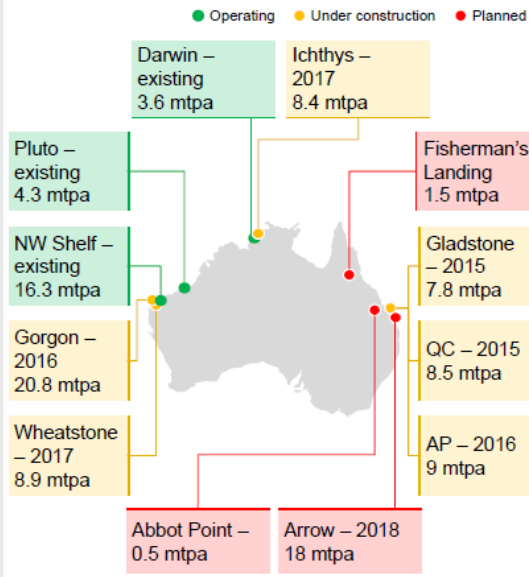 Operating Under construction Planned
Darwin –
existing
3.6 mtpa
Ichthys –
2017
8.4 mtpa
Pluto –
existing
4.3 mtpa
Fisherman's
Landing
1.5 mtpa
NW Shelf –
existing
16.3 mtpa
Gladstone
– 2015
7.8 mtpa
Gorgon –
2016
20.8 mtpa
QC – 2015
8.5 mtpa
Wheatstone
– 2017
8.9 mtpa
AP – 2016
9 mtpa
Abbot Point –
0.5 mtpa
Arrow – 2018
18 mtpa